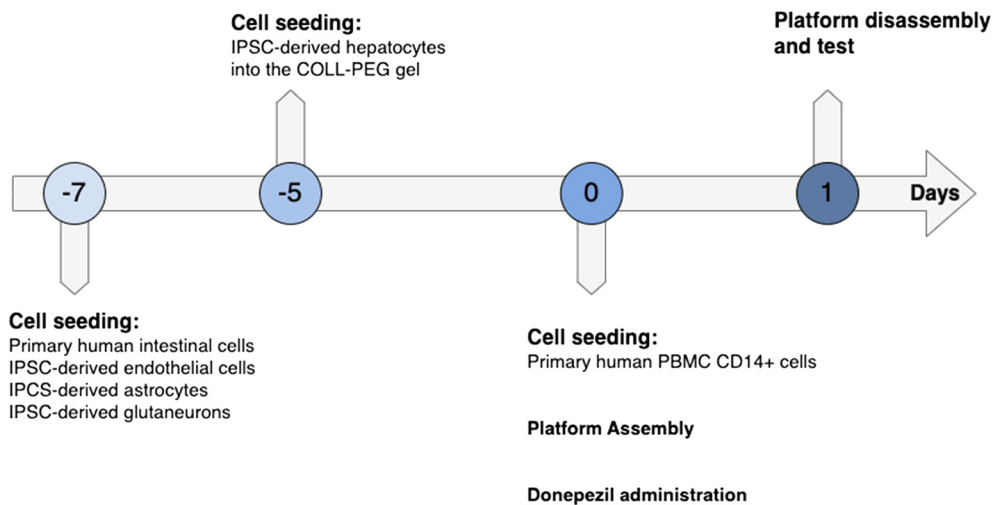 Cell seeding:
IPSC-derived hepatocytes
into the COLL-PEG gel
Platform disassembly
and test
-7
-5
0
1
Days
Cell seeding:
Primary human intestinal cells
IPSC-derived endothelial cells
IPCS-derived astrocytes
IPSC-derived glutaneurons
Cell seeding:
Primary human PBMC CD14+ cells
Platform Assembly
Donepezil administration